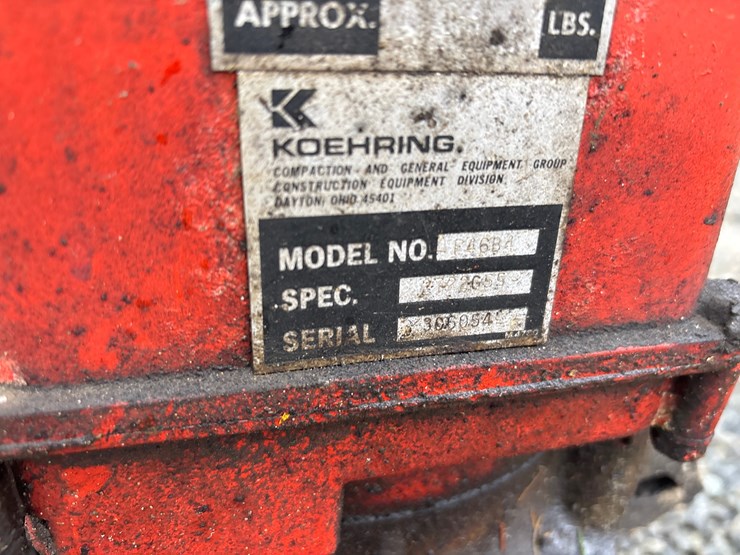 APPROX. LBS.
K
KOEHRING.
COMPACTION AND GENERAL EQUIPMENT GROUP
CONSTRUCTION EQUIPMENT DIVISION
DAYTON, OHIO 45401
MODEL NO.
SPEC.
SERIAL